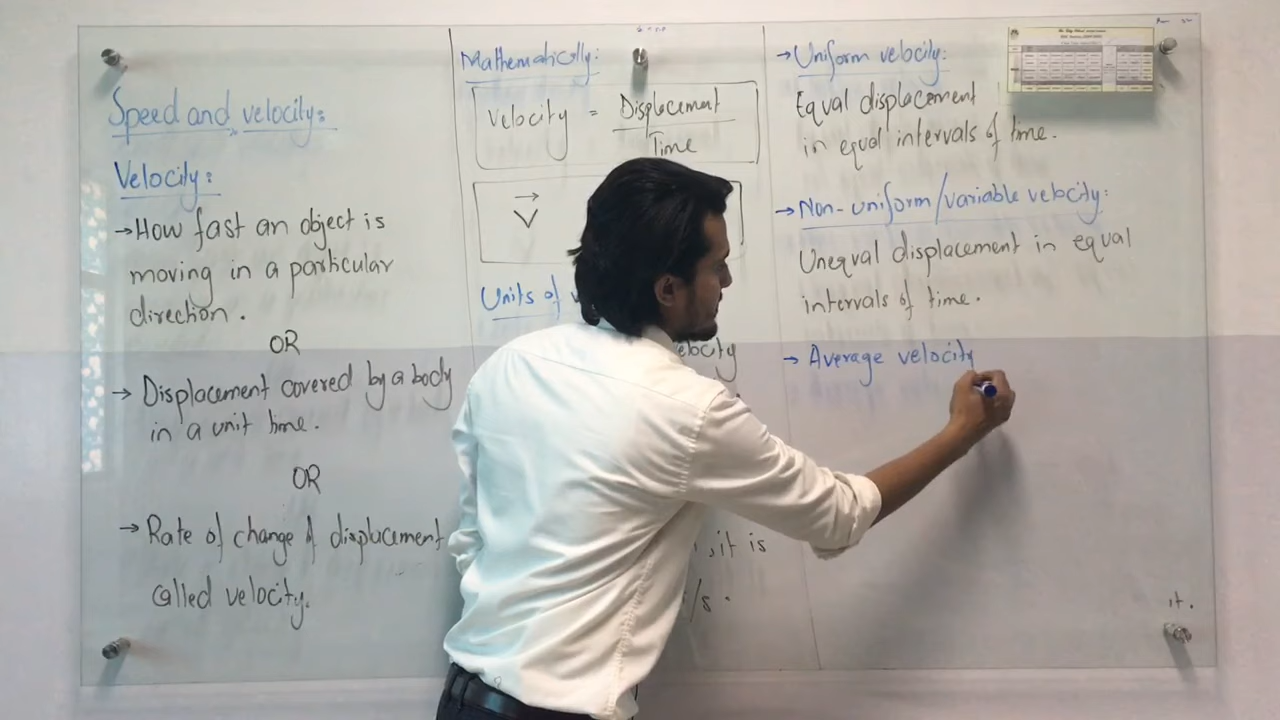 Speed and velocity:
Velocity:
→How fast an object is
moving in a particular
direction.
OR
→ Displacement covered by a body
in a unit time.
OR
→ Rate of change of displacement
called velocity.
Mathematically:
Velocity = Displacement
Time
V
Units of
elocity
,it is
/s.
→Uniform velocity:
Equal displacement
in equal intervals of time.
→Non-uniform/variable velocity:
Unequal displacement in equal
intervals of time.
→ Average velocity
it.